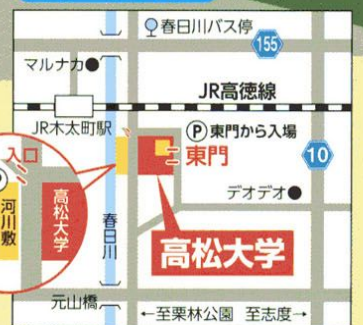 春日川バス停
155
マルナカ
JR高徳線
JR木太町駅
P 東門から入場
入口
東門
10
河川敷
高松大学
デオデオ
春日川
高松大学
元山橋
←至栗林公園 至志度→